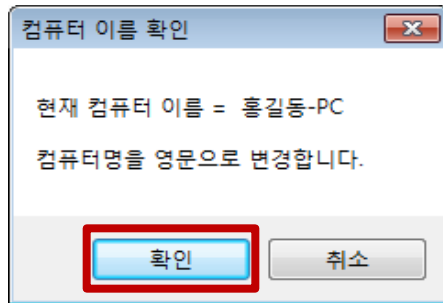 컴퓨터 이름 확인
현재 컴퓨터 이름 = 홍길동-PC
컴퓨터명을 영문으로 변경합니다.
확인
취소